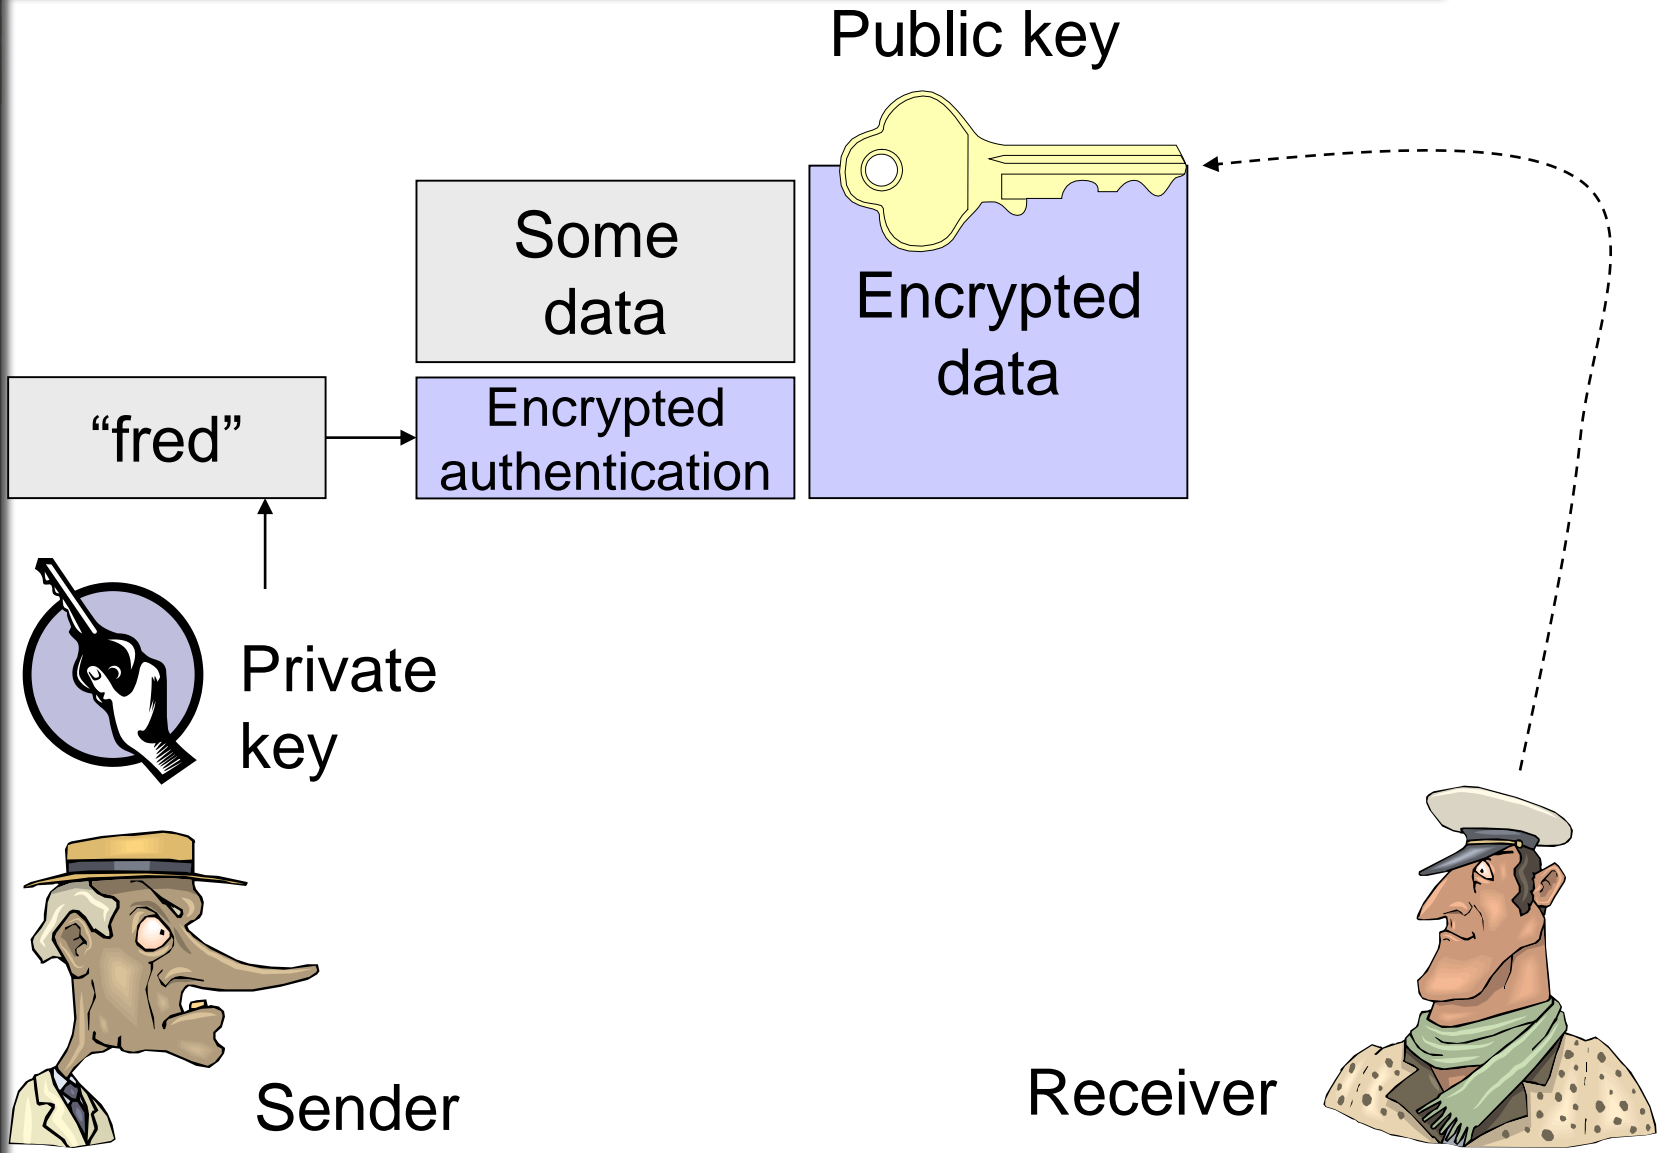 Public key
Some
data
Encrypted
data
“fred”
Encrypted
authentication
Private
key
Sender
Receiver